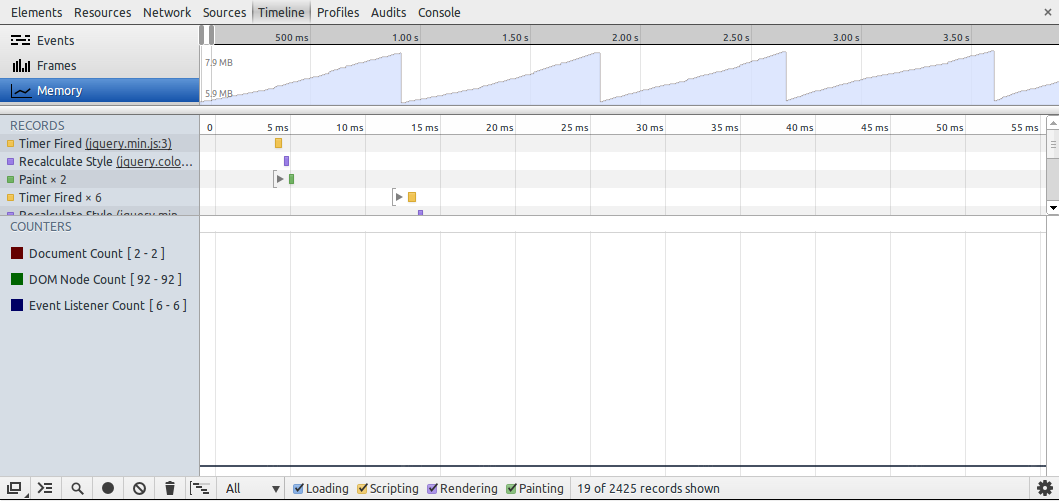 Elements Resources Network Sources Timeline Profiles Audits Console ×
Events
Frames
Memory
500 ms 1.00 s 1.50 s 2.00 s 2.50 s 3.00 s 3.50 s
7.9 MB
5.9 MB
RECORDS
0 5 ms 10 ms 15 ms 20 ms 25 ms 30 ms 35 ms 40 ms 45 ms 50 ms 55 ms
Timer Fired (jquery.min.js:3)
Recalculate Style (jquery.colo...
Paint × 2
Timer Fired × 6
Recalculate Style (jquery.min...
COUNTERS
Document Count [ 2 - 2 ]
DOM Node Count [ 92 - 92 ]
Event Listener Count [ 6 - 6 ]
All Loading Scripting Rendering Painting 19 of 2425 records shown